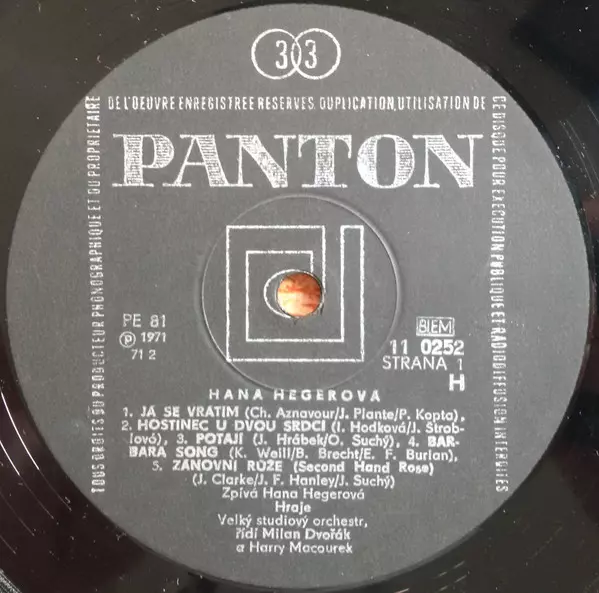 33
DE L'OEUVRE ENREGISTREE RESERVES. DUPLICATION, UTILISATION DE
TOUS DROITS DU PRODUCTEUR PHONOGRAPHIQUE ET DU PROPRIETAIRE
CE DISQUE POUR EXECUTION PUBLIQUE ET RADIODIFFUSION INTERDITES
PANTON
PE 81
Ⓟ 1971
71 2
BIEM
11 0252
STRANA 1
H
HANA HEGEROVÁ
1. JÁ SE VRÁTÍM (Ch. Aznavour/J. Plante/P. Kopta),
2. HOSTINEC U DVOU SRDCÍ (I. Hodková/J. Štrob-
lová), 3. POTAJÍ (J. Hrábek/O. Suchý), 4. BAR-
BARA SONG (K. Weill/B. Brecht/E. F. Burian),
5. ZÁNOVNÍ RŮŽE (Second Hand Rose)
(J. Clarke/J. F. Hanley/J. Suchý)
Zpívá Hana Hegerová
Hraje
Velký studiový orchestr,
řídí Milan Dvořák
a Harry Macourek